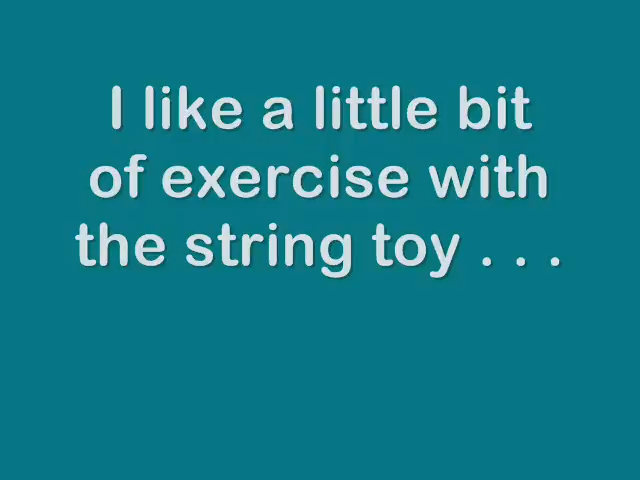 I like a little bit
of exercise with
the string toy . . .